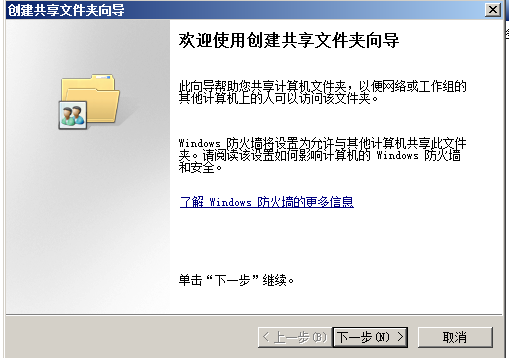 创建共享文件夹向导
欢迎使用创建共享文件夹向导
此向导帮助您共享计算机文件夹，以便网络或工作组的
其他计算机上的人可以访问该文件夹。
Windows 防火墙将设置为允许与其他计算机共享此文件
夹。请阅读该设置如何影响计算机的 Windows 防火墙
和安全。
了解 Windows 防火墙的更多信息
单击“下一步”继续。
< 上一步(B) 下一步(N) > 取消